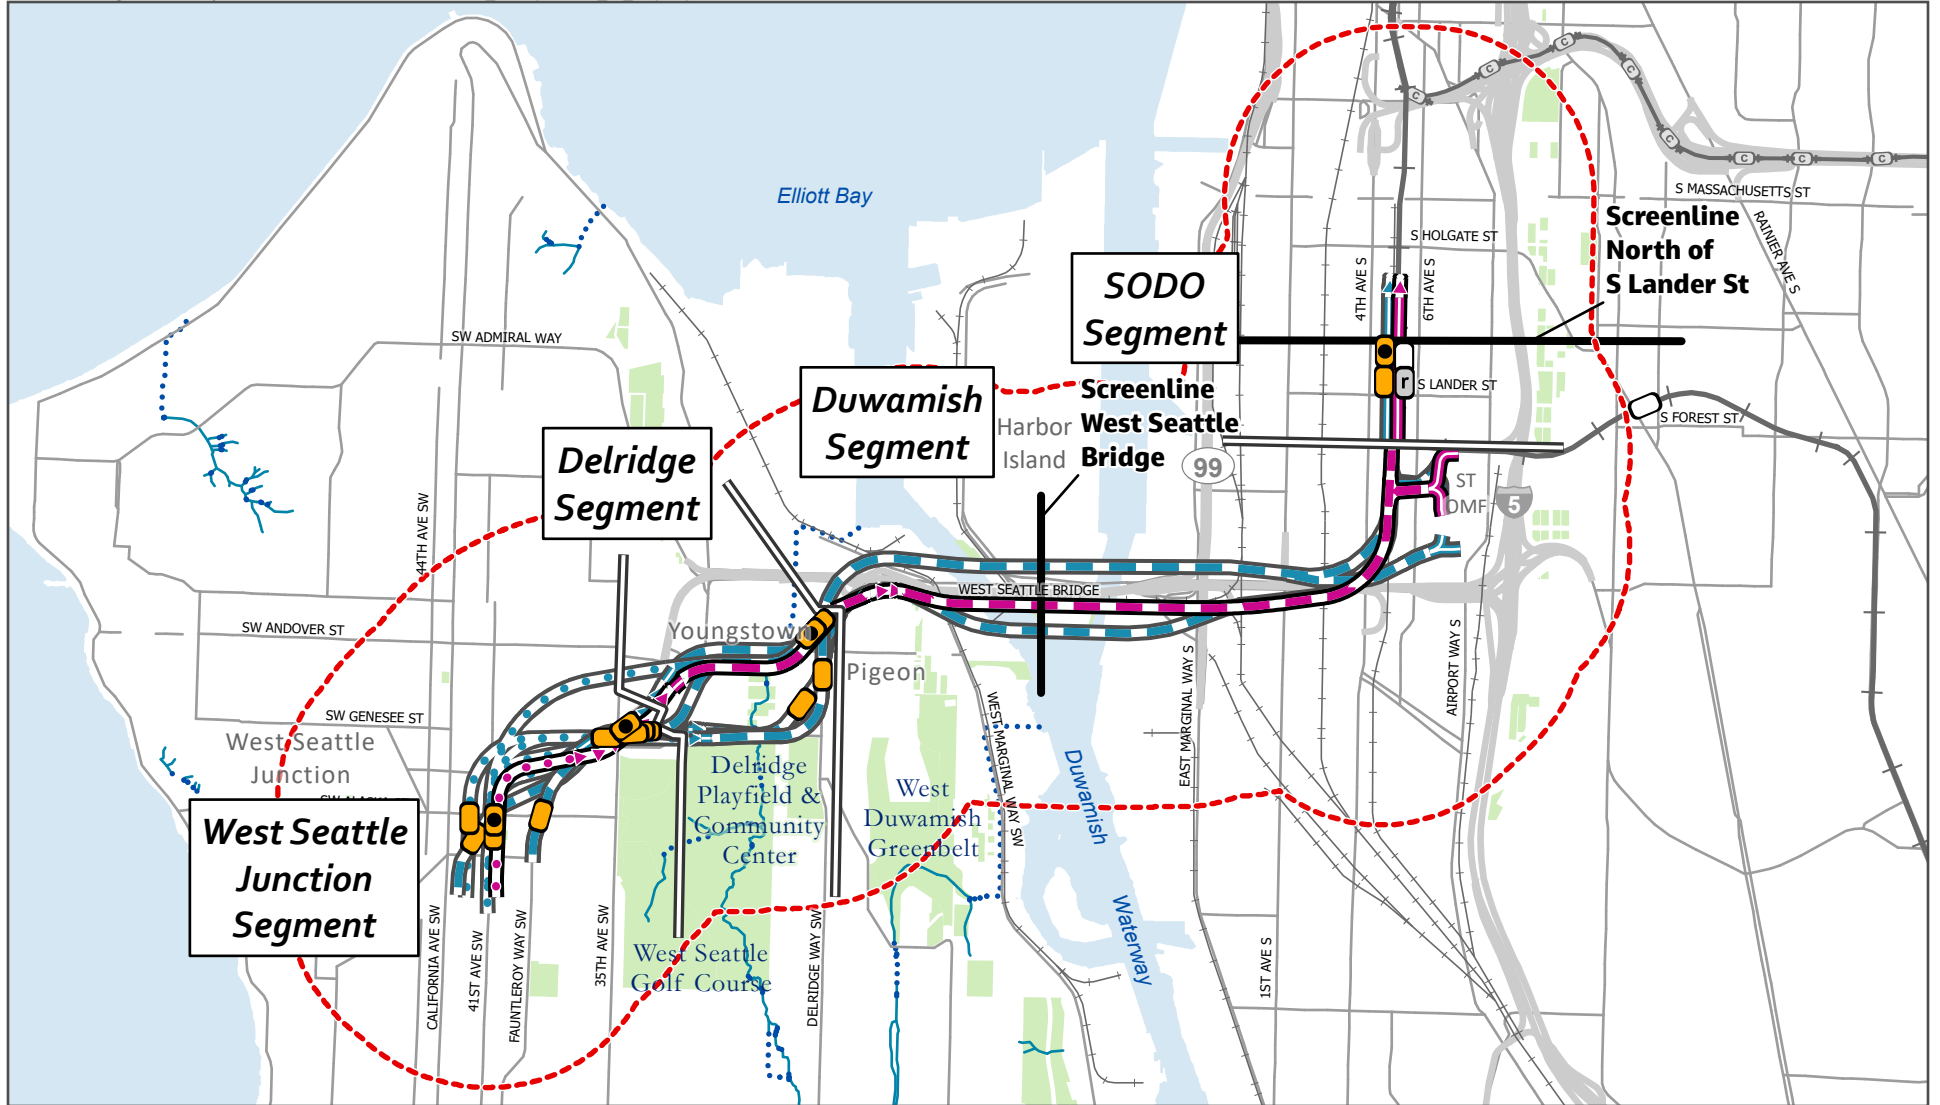 Elliott Bay
S MASSACHUSETTS ST
RAINIER AVE S
Screenline
North of
S Lander St
S HOLGATE ST
4TH AVE S
6TH AVE S
SODO
Segment
S LANDER ST
r
S FOREST ST
SW ADMIRAL WAY
Duwamish
Segment
Screenline
West Seattle
Bridge
Harbor
Island
99
ST
OMF
5
Delridge
Segment
44TH AVE SW
WEST SEATTLE BRIDGE
SW ANDOVER ST
Youngstown
Pigeon
SW GENESEE ST
West Seattle
Junction
West Seattle
Junction
Segment
Delridge
Playfield &
Community
Center
West
Duwamish
Greenbelt
WEST MARGINAL WAY SW
EAST MARGINAL WAY S
AIRPORT WAY S
Duwamish
Waterway
West Seattle
Golf Course
CALIFORNIA AVE SW
41ST AVE SW
FAUNTLEROY WAY SW
35TH AVE SW
DELRIDGE WAY SW
1ST AVE S
C
C
C
C
C
C
C
C